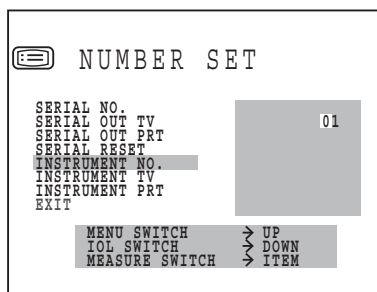 NUMBER SET
SERIAL NO.
SERIAL OUT TV
SERIAL OUT PRT
SERIAL RESET
INSTRUMENT NO.
INSTRUMENT TV
INSTRUMENT PRT
EXIT
01
MENU SWITCH → UP
IOL SWITCH → DOWN
MEASURE SWITCH → ITEM